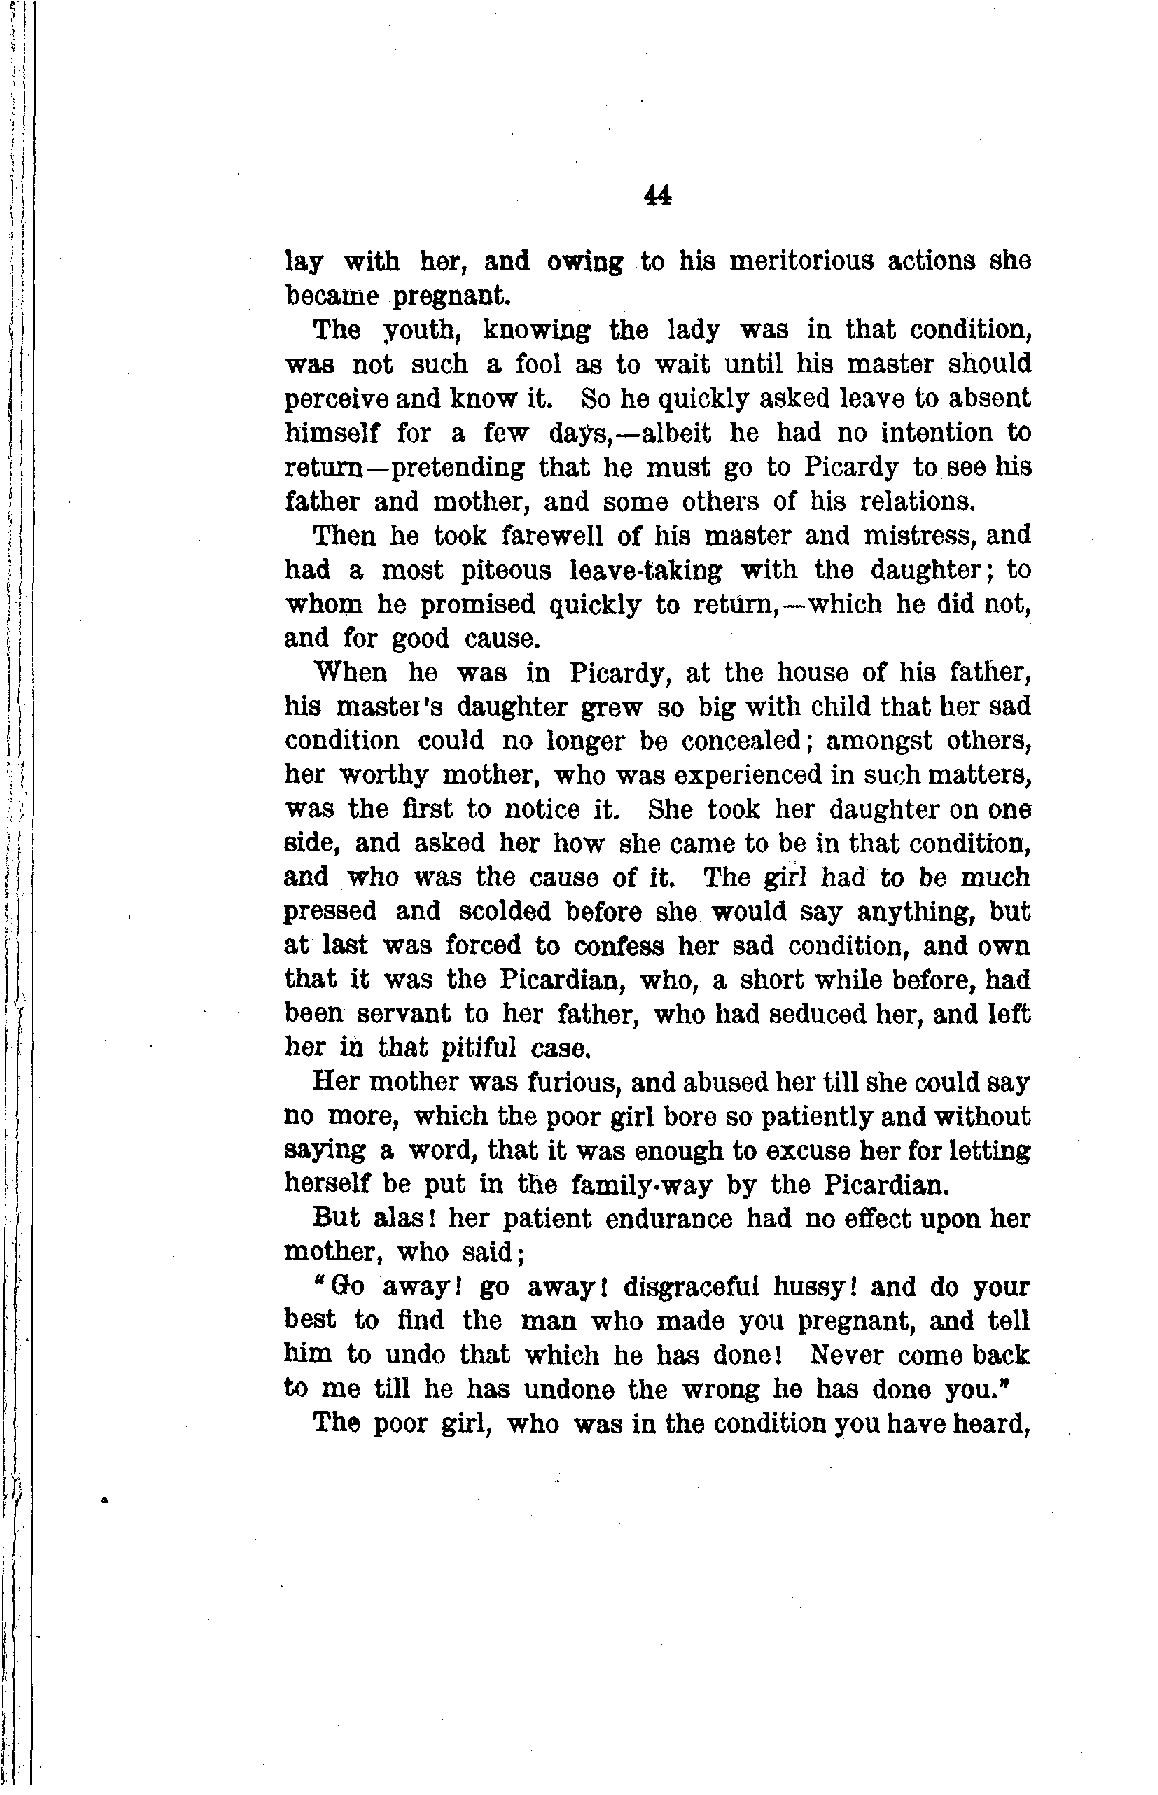 44
lay with her, and owing to his meritorious actions she
became pregnant.
The youth, knowing the lady was in that condition,
was not such a fool as to wait until his master should
perceive and know it. So he quickly asked leave to absent
himself for a few days,—albeit he had no intention to
return—pretending that he must go to Picardy to see his
father and mother, and some others of his relations.
Then he took farewell of his master and mistress, and
had a most piteous leave-taking with the daughter; to
whom he promised quickly to return,—which he did not,
and for good cause.
When he was in Picardy, at the house of his father,
his master's daughter grew so big with child that her sad
condition could no longer be concealed; amongst others,
her worthy mother, who was experienced in such matters,
was the first to notice it. She took her daughter on one
side, and asked her how she came to be in that condition,
and who was the cause of it. The girl had to be much
pressed and scolded before she would say anything, but
at last was forced to confess her sad condition, and own
that it was the Picardian, who, a short while before, had
been servant to her father, who had seduced her, and left
her in that pitiful case.
Her mother was furious, and abused her till she could say
no more, which the poor girl bore so patiently and without
saying a word, that it was enough to excuse her for letting
herself be put in the family-way by the Picardian.
But alas! her patient endurance had no effect upon her
mother, who said;
"Go away! go away! disgraceful hussy! and do your
best to find the man who made you pregnant, and tell
him to undo that which he has done! Never come back
to me till he has undone the wrong he has done you."
The poor girl, who was in the condition you have heard,